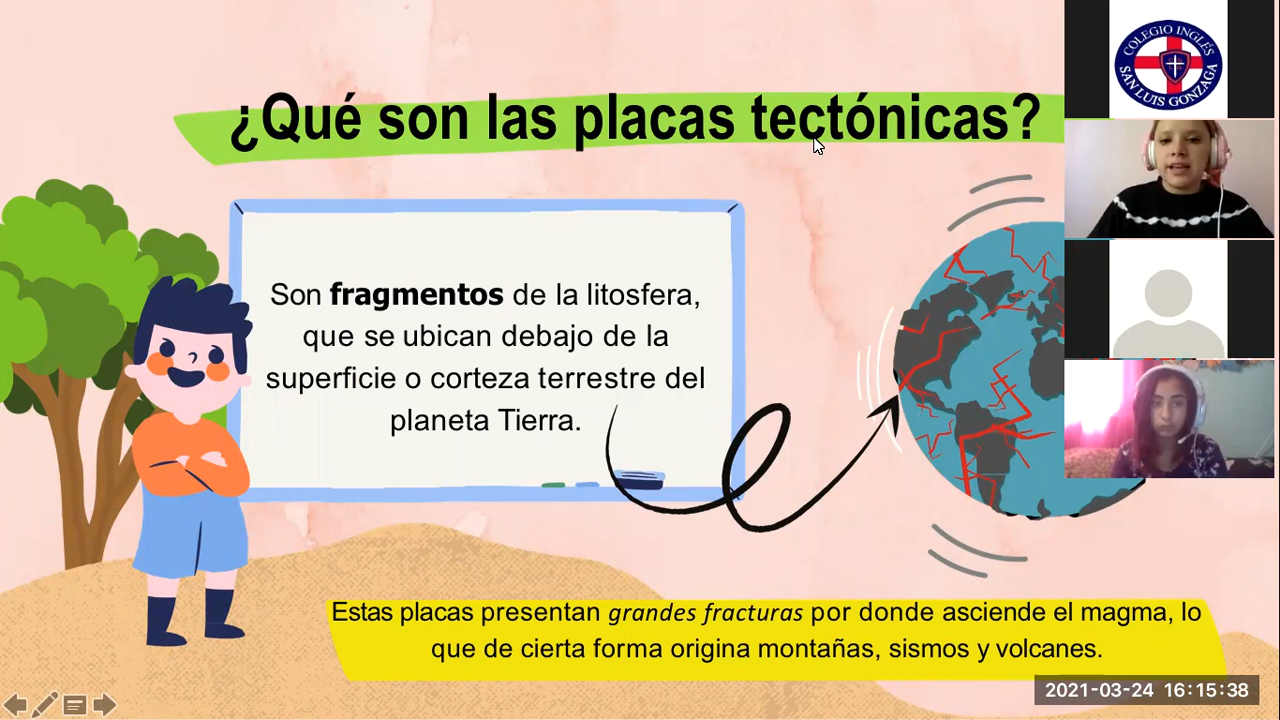 ¿Qué son las placas tectónicas?
COLEGIO INGLÉS
SAN LUIS GONZAGA
Son fragmentos de la litosfera,
que se ubican debajo de la
superficie o corteza terrestre del
planeta Tierra.
Estas placas presentan grandes fracturas por donde asciende el magma, lo
que de cierta forma origina montañas, sismos y volcanes.
2021-03-24 16:15:38